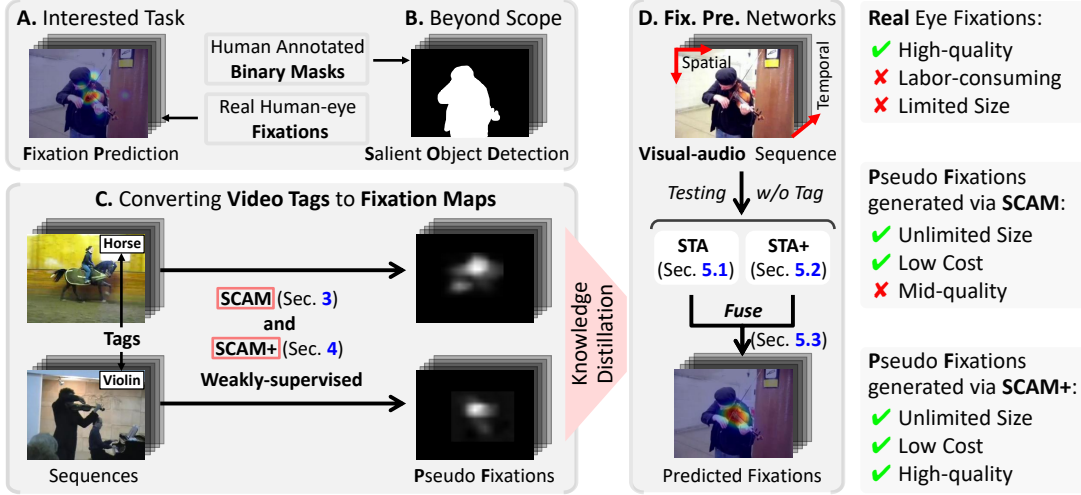 A. Interested Task
Human Annotated
Binary Masks
Real Human-eye
Fixations
Fixation Prediction
B. Beyond Scope
Salient Object Detection
C. Converting Video Tags to Fixation Maps
Horse
Tags
Violin
Sequences
SCAM (Sec. 3)
and
SCAM+ (Sec. 4)
Weakly-supervised
Pseudo Fixations
Knowledge
Distillation
D. Fix. Pre. Networks
Spatial
Temporal
Visual-audio Sequence
Testing w/o Tag
STA
(Sec. 5.1)
STA+
(Sec. 5.2)
Fuse
(Sec. 5.3)
Predicted Fixations
Real Eye Fixations:
✔ High-quality
✘ Labor-consuming
✘ Limited Size
Pseudo Fixations
generated via SCAM:
✔ Unlimited Size
✔ Low Cost
✘ Mid-quality
Pseudo Fixations
generated via SCAM+:
✔ Unlimited Size
✔ Low Cost
✔ High-quality